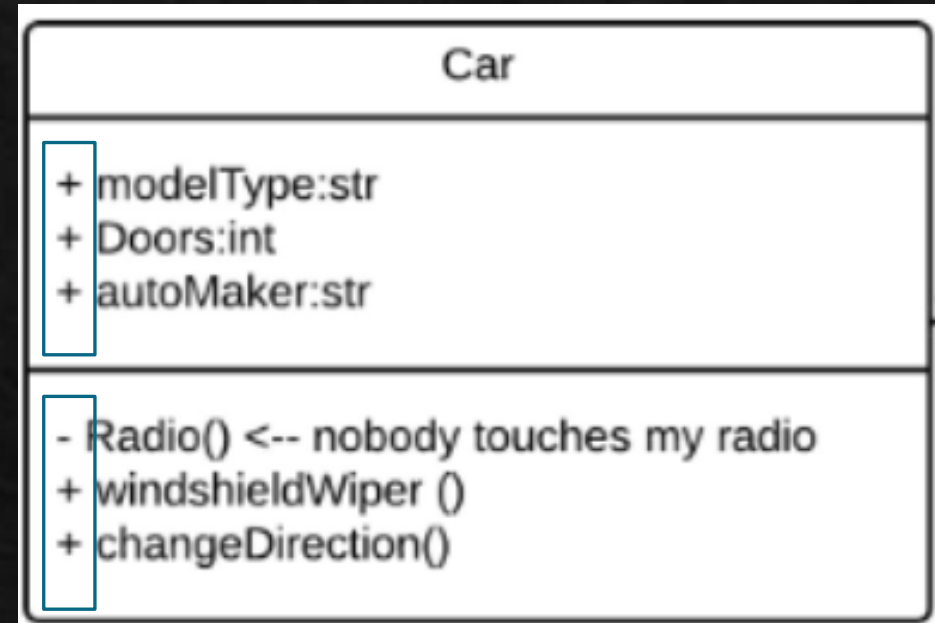 Car
+ modelType:str
+ Doors:int
+ autoMaker:str
- Radio() <-- nobody touches my radio
+ windshieldWiper ()
+ changeDirection()